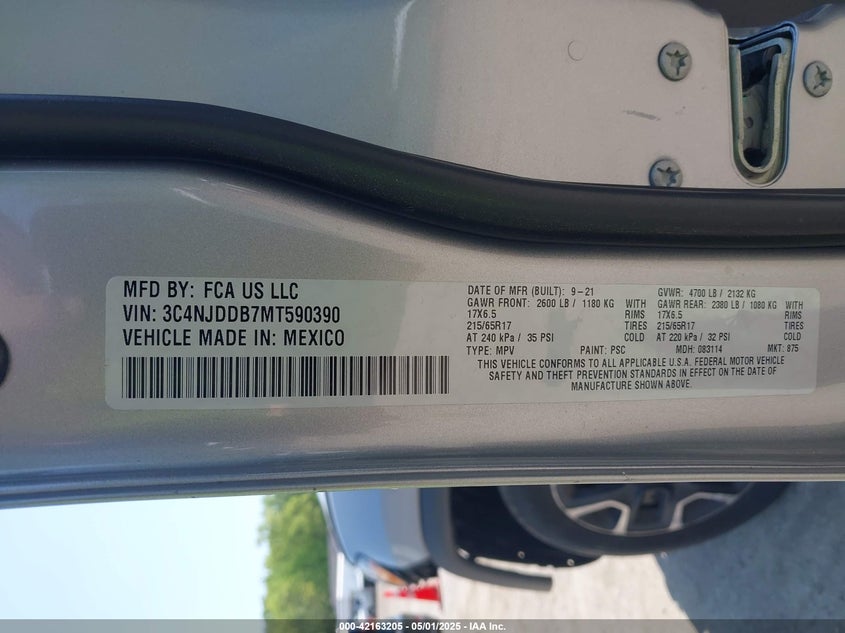 MFD BY: FCA US LLC
VIN: 3C4NJDDB7MT590390
VEHICLE MADE IN: MEXICO
DATE OF MFR (BUILT): 9-21 GVWR: 4700 LB / 2132 KG
GAWR FRONT: 2600 LB / 1180 KG WITH GAWR REAR: 2380 LB / 1080 KG WITH
17X6.5 RIMS 17X6.5 RIMS
215/65R17 TIRES 215/65R17 TIRES
AT 240 kPa / 35 PSI COLD AT 220 kPa / 32 PSI COLD
TYPE: MPV PAINT: PSC MDH: 083114 MKT: 875
THIS VEHICLE CONFORMS TO ALL APPLICABLE U.S.A. FEDERAL MOTOR VEHICLE
SAFETY AND THEFT PREVENTION STANDARDS IN EFFECT ON THE DATE OF
MANUFACTURE SHOWN ABOVE.
000-42163205 - 05/01/2025 - IAA Inc.